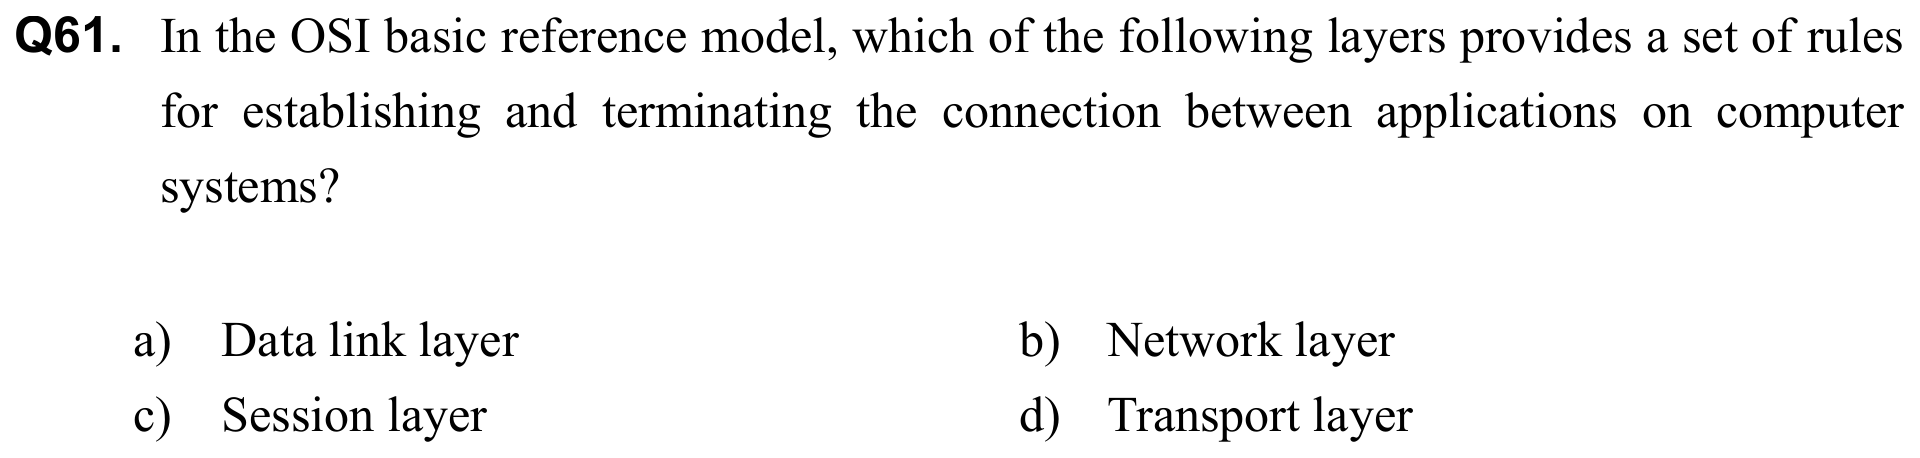 Q61. In the OSI basic reference model, which of the following layers provides a set of rules
for establishing and terminating the connection between applications on computer
systems?
a) Data link layer b) Network layer
c) Session layer d) Transport layer